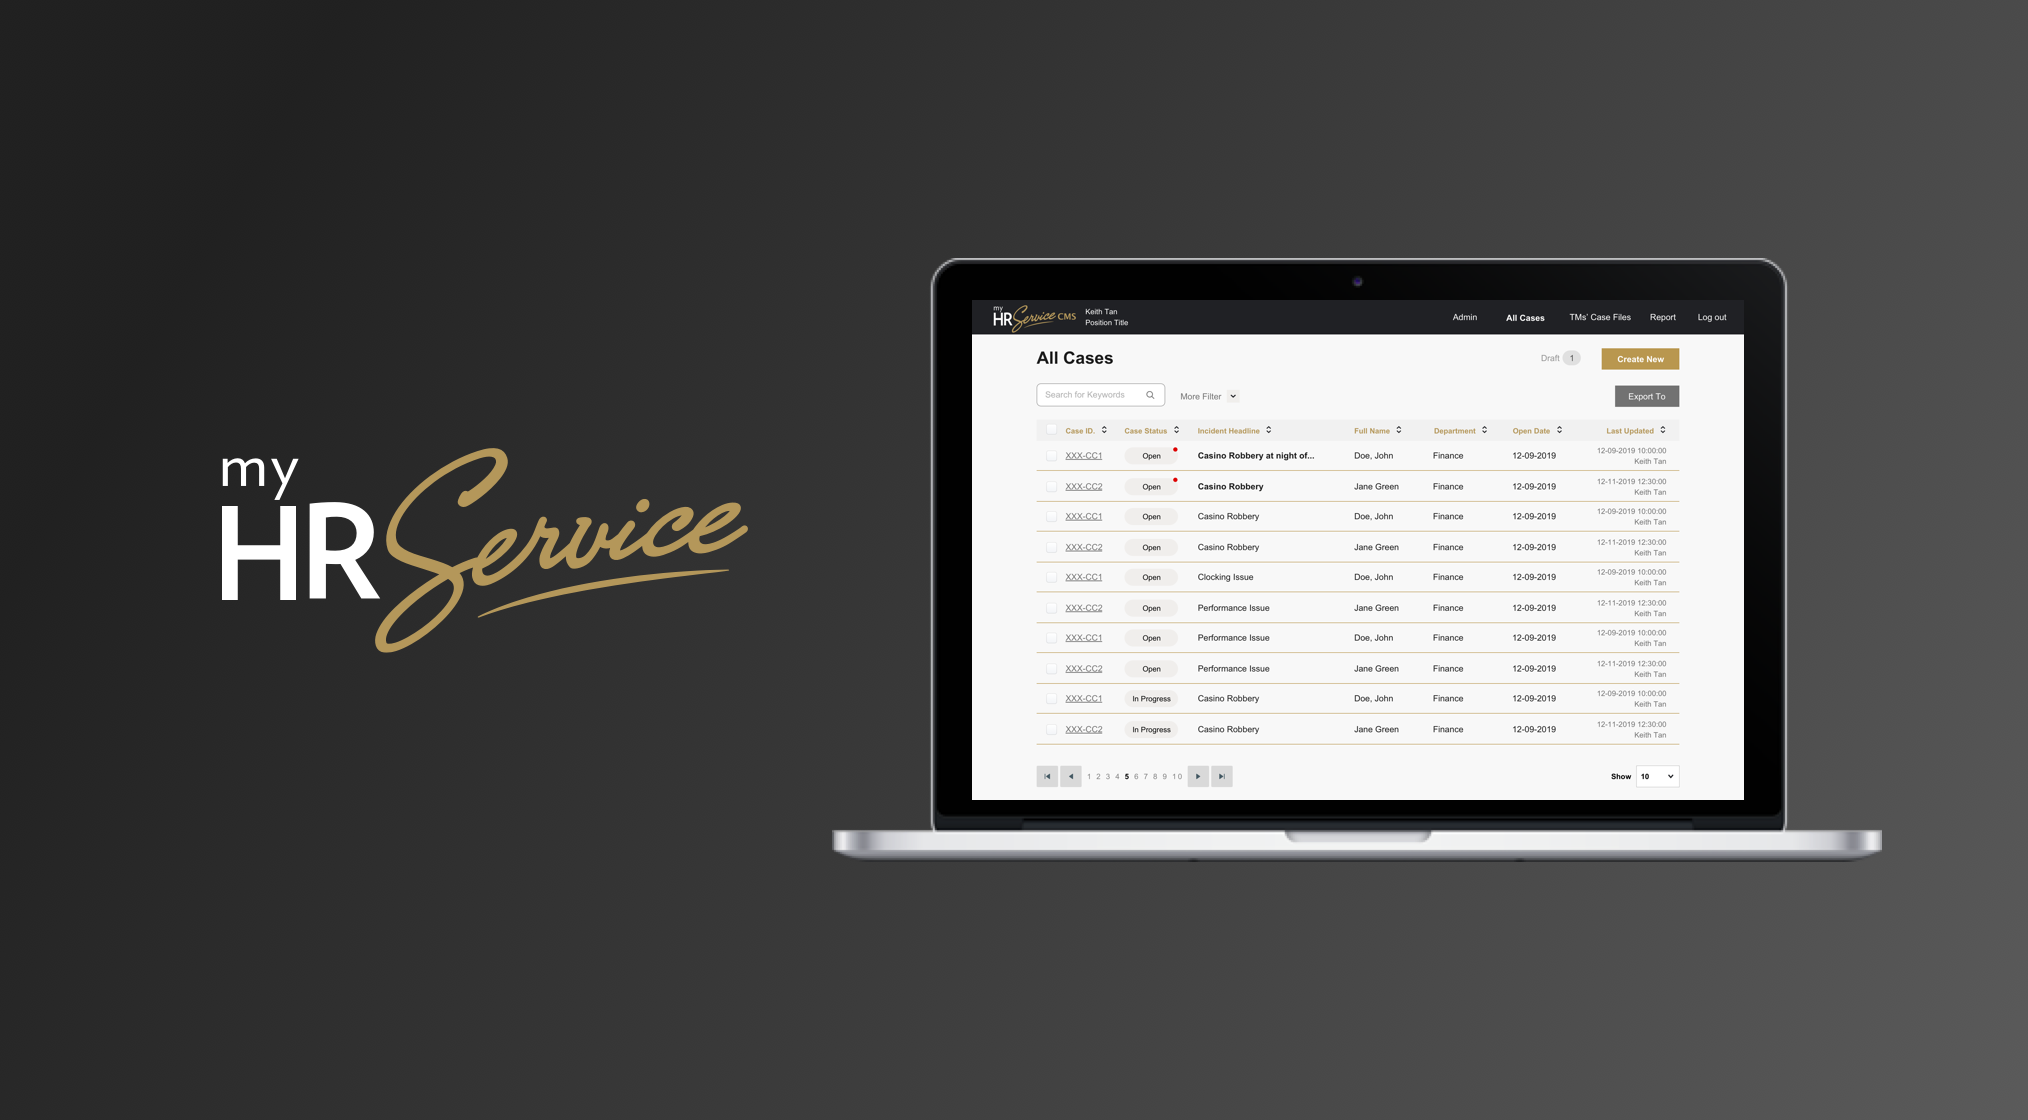 my
HR Service
my
HR Service CMS
Keith Tan
Position Title
Admin
All Cases
TMs' Case Files
Report
Log out
All Cases
Draft 1
Create New
Search for Keywords
More Filter
Export To
Case ID. Case Status Incident Headline Full Name Department Open Date Last Updated
XXX-CC1 Open Casino Robbery at night of... Doe, John Finance 12-09-2019 12-09-2019 10:00:00
Keith Tan
XXX-CC2 Open Casino Robbery Jane Green Finance 12-09-2019 12-11-2019 12:30:00
Keith Tan
XXX-CC1 Open Casino Robbery Doe, John Finance 12-09-2019 12-09-2019 10:00:00
Keith Tan
XXX-CC2 Open Casino Robbery Jane Green Finance 12-09-2019 12-11-2019 12:30:00
Keith Tan
XXX-CC1 Open Clocking Issue Doe, John Finance 12-09-2019 12-09-2019 10:00:00
Keith Tan
XXX-CC2 Open Performance Issue Jane Green Finance 12-09-2019 12-11-2019 12:30:00
Keith Tan
XXX-CC1 Open Performance Issue Doe, John Finance 12-09-2019 12-09-2019 10:00:00
Keith Tan
XXX-CC2 Open Performance Issue Jane Green Finance 12-09-2019 12-11-2019 12:30:00
Keith Tan
XXX-CC1 In Progress Casino Robbery Doe, John Finance 12-09-2019 12-09-2019 10:00:00
Keith Tan
XXX-CC2 In Progress Casino Robbery Jane Green Finance 12-09-2019 12-11-2019 12:30:00
Keith Tan
1 2 3 4 5 6 7 8 9 10
Show 10